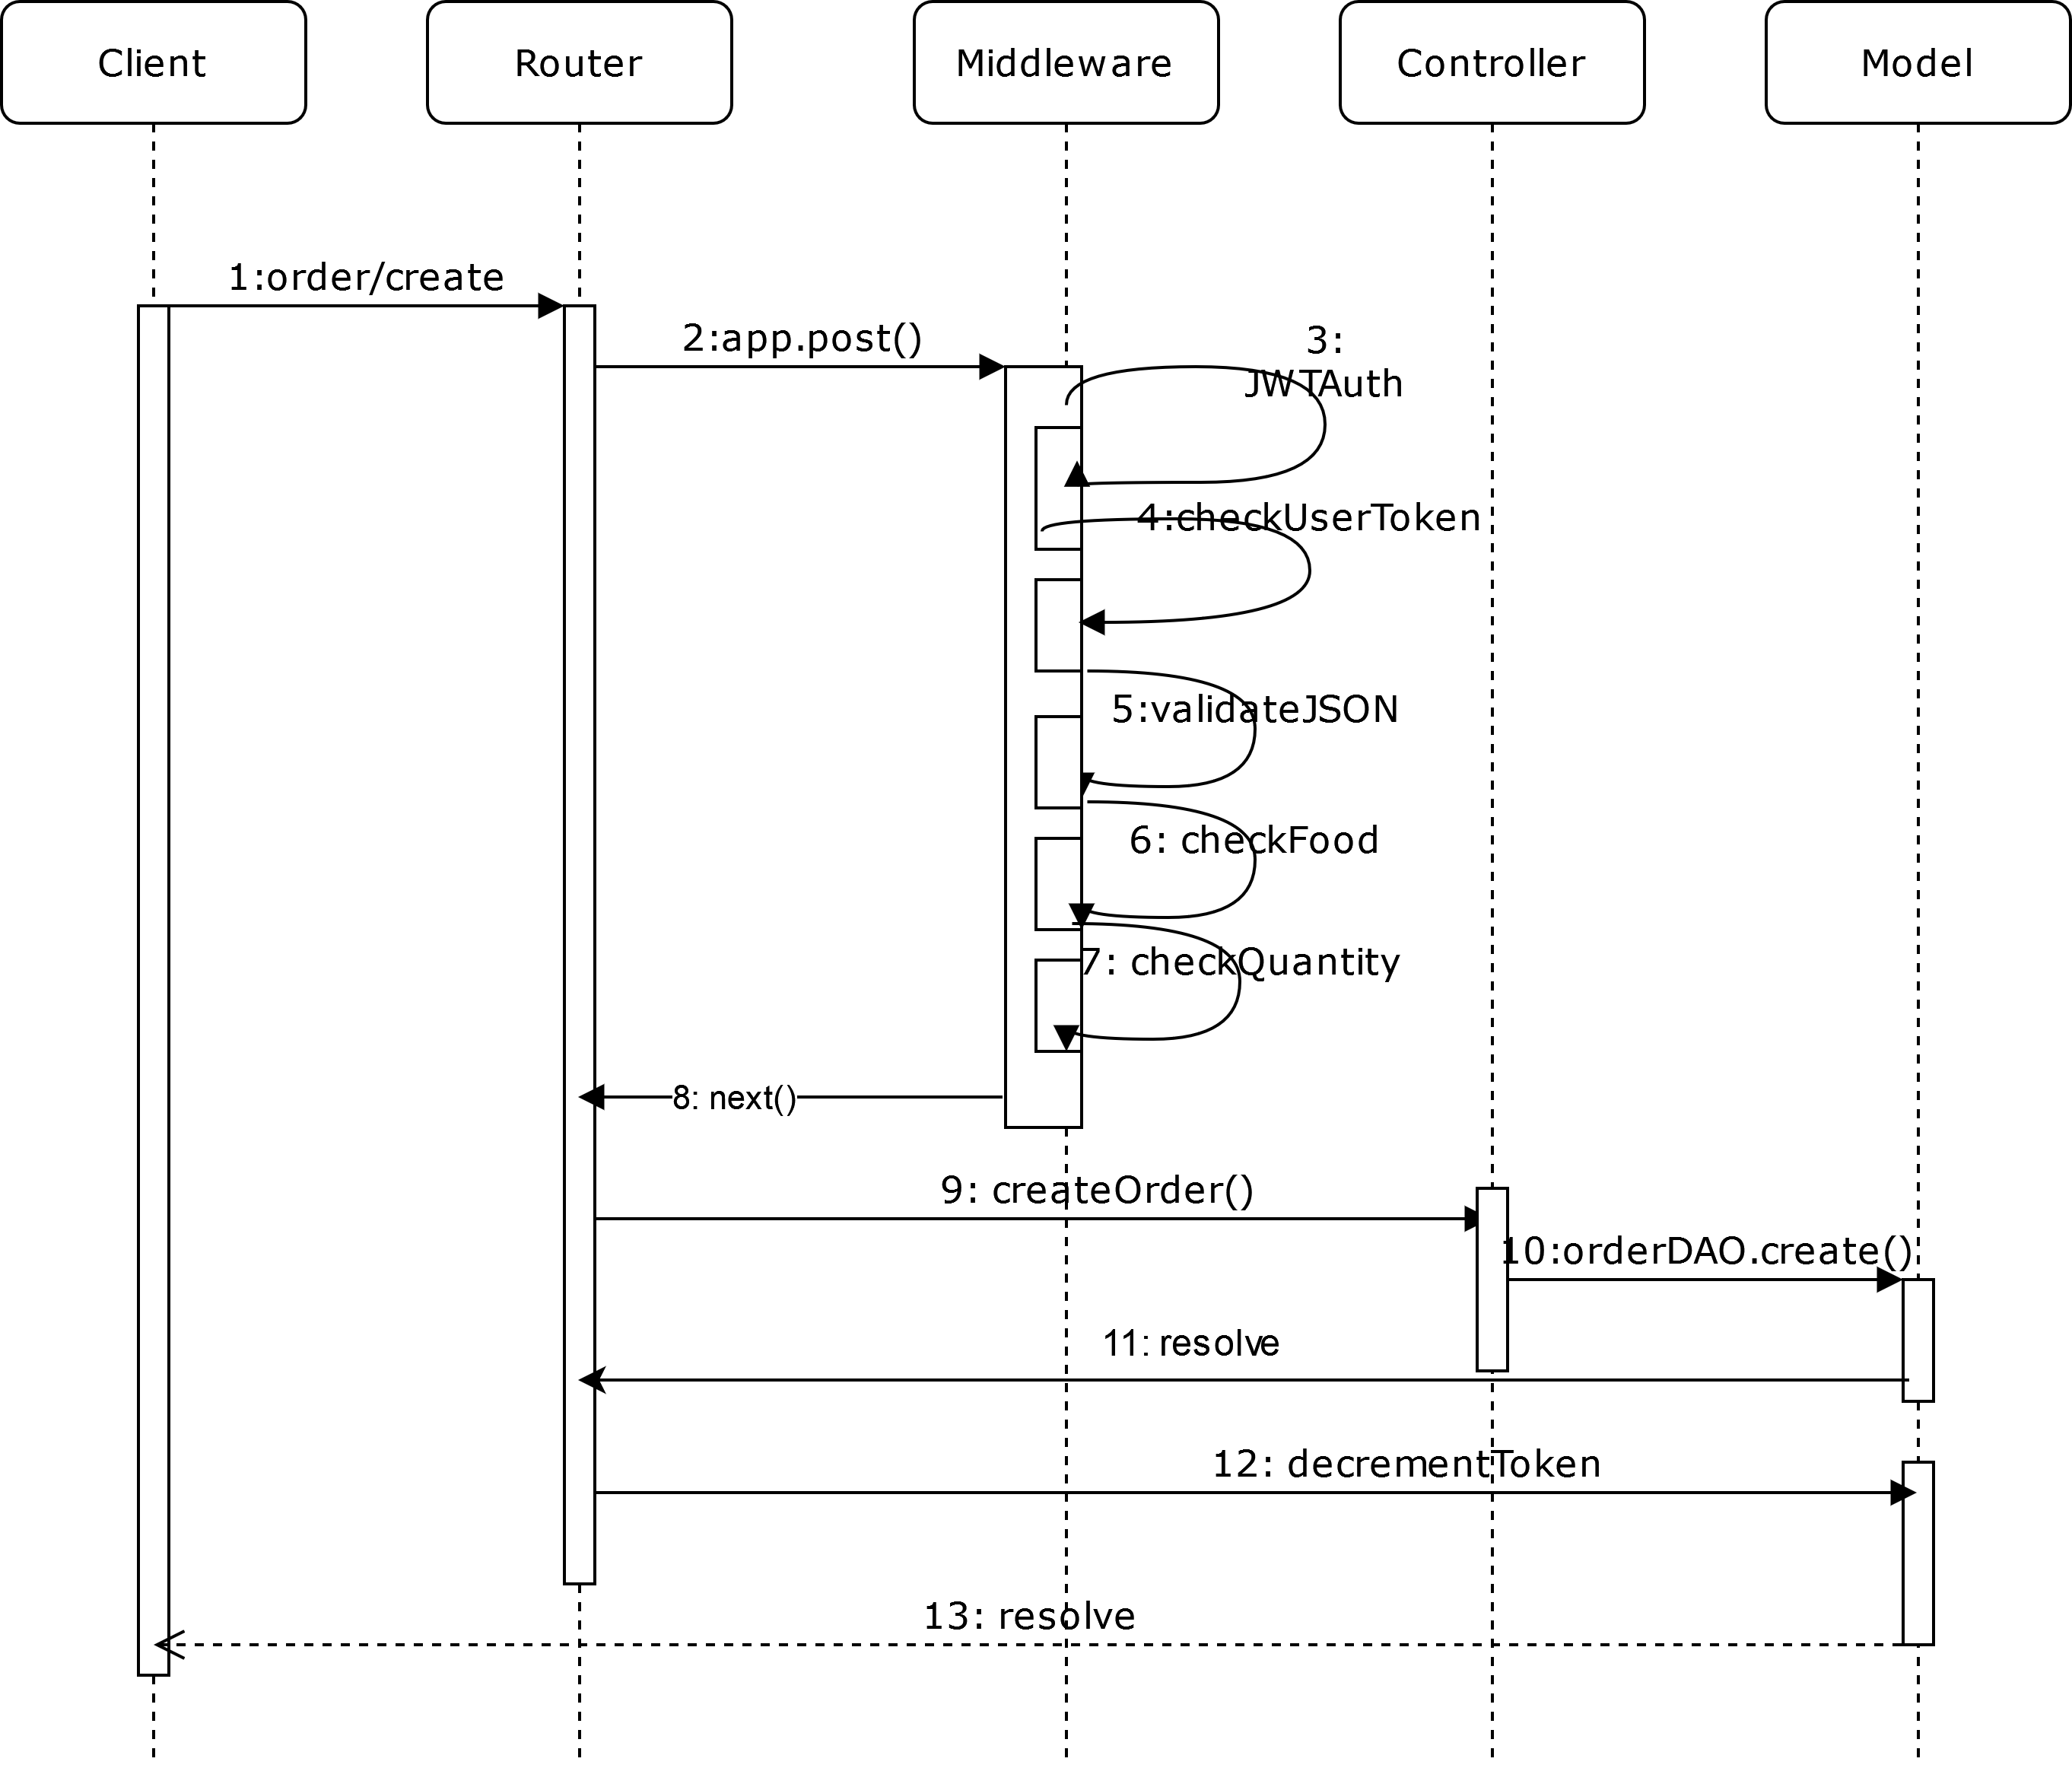 Client
Router
Middleware
Controller
Model
1:order/create
2:app.post()
3:
JWTAuth
4:checkUserToken
5:validateJSON
6: checkFood
7: checkQuantity
8: next()
9: createOrder()
10:orderDAO.create()
11: resolve
12: decrementToken
13: resolve